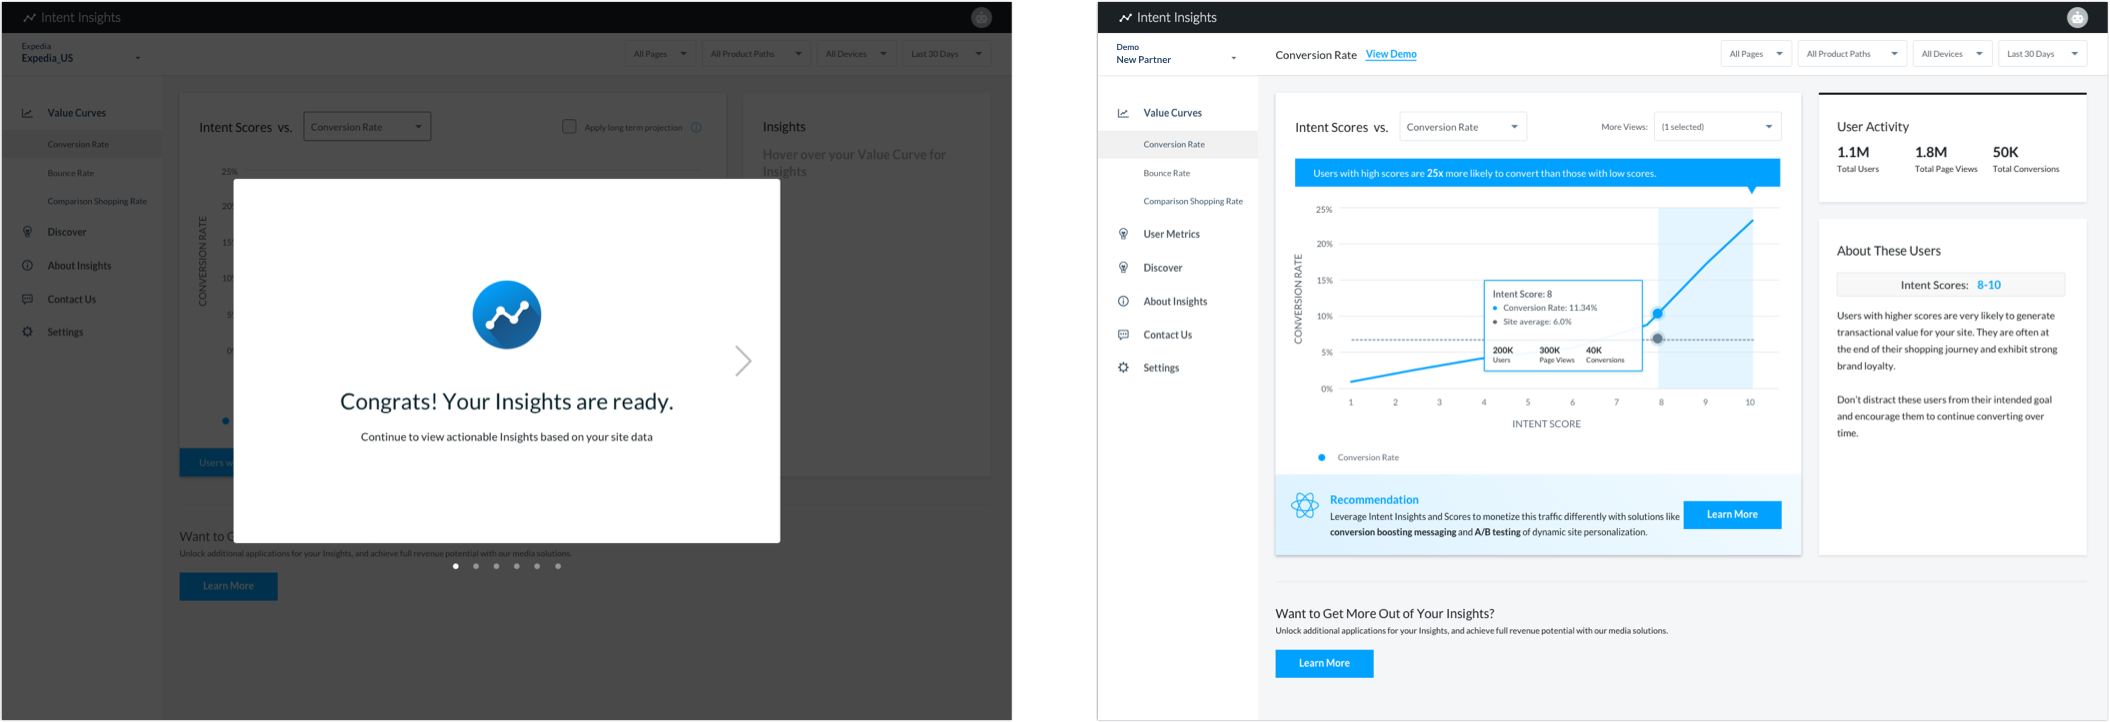 Intent Insights
Expedia
Expedia_US
All Pages
All Product Paths
All Devices
Last 30 Days
Value Curves
Conversion Rate
Bounce Rate
Comparison Shopping Rate
Discover
About Insights
Contact Us
Settings
Intent Scores vs.
Conversion Rate
Apply long term projection
Insights
Hover over your Value Curve for
Insights
25%
20
15
10
5
0
CONVERSION RATE
Congrats! Your Insights are ready.
Continue to view actionable Insights based on your site data
Users w
Want to G
Unlock additional applications for your Insights, and achieve full revenue potential with our media solutions.
Learn More
Intent Insights
Demo
New Partner
Conversion Rate View Demo
All Pages
All Product Paths
All Devices
Last 30 Days
Value Curves
Conversion Rate
Bounce Rate
Comparison Shopping Rate
User Metrics
Discover
About Insights
Contact Us
Settings
Intent Scores vs.
Conversion Rate
More Views:
(1 selected)
Users with high scores are 25x more likely to convert than those with low scores.
25%
20%
15%
10%
5%
0%
CONVERSION RATE
Intent Score: 8
Conversion Rate: 11.34%
Site average: 6.0%
200K 300K 40K
Users Page Views Conversions
1 2 3 4 5 6 7 8 9 10
INTENT SCORE
Conversion Rate
Recommendation
Leverage Intent Insights and Scores to monetize this traffic differently with solutions like
conversion boosting messaging and A/B testing of dynamic site personalization.
Learn More
User Activity
1.1M 1.8M 50K
Total Users Total Page Views Total Conversions
About These Users
Intent Scores: 8-10
Users with higher scores are very likely to generate
transactional value for your site. They are often at
the end of their shopping journey and exhibit strong
brand loyalty.
Don't distract these users from their intended goal
and encourage them to continue converting over
time.
Want to Get More Out of Your Insights?
Unlock additional applications for your Insights, and achieve full revenue potential with our media solutions.
Learn More